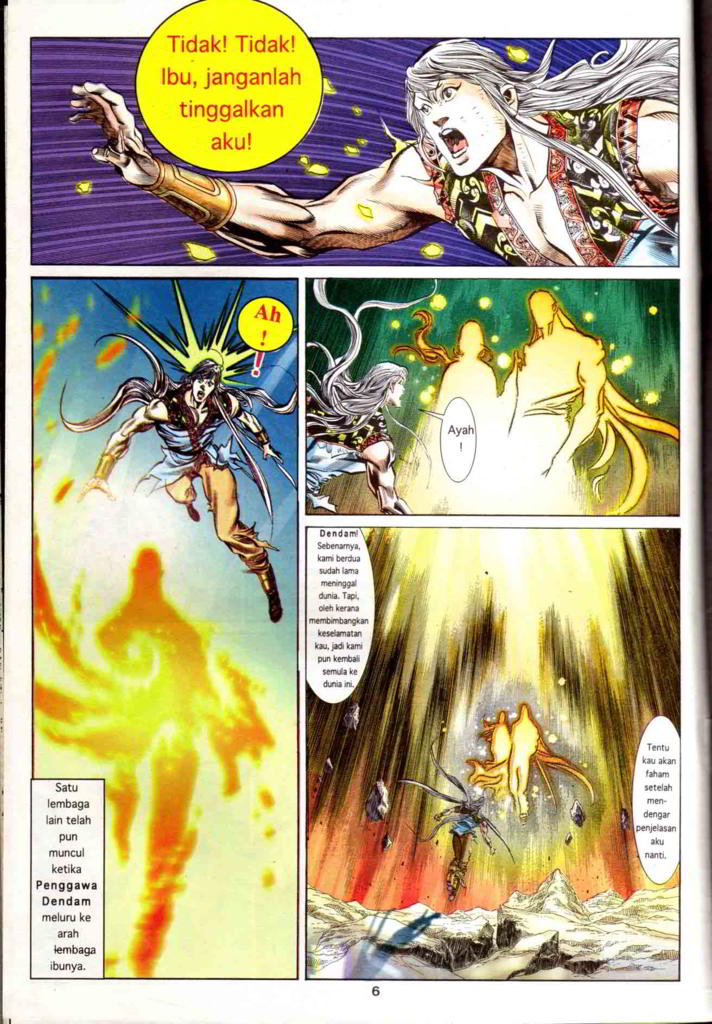 Tidak! Tidak!
Ibu, janganlah
tinggalkan
aku!
Ah
!
!
Satu
lembaga
lain telah
pun
muncul
ketika
Penggawa
Dendam
meluru ke
arah
lembaga
ibunya.
Ayah
!
Dendam!
Sebenarnya,
kami berdua
sudah lama
meninggal
dunia. Tapi,
oleh kerana
membimbangkan
keselamatan
kau, jadi kami
pun kembali
semula ke
dunia ini.
Tentu
kau akan
faham
setelah
men-
dengar
penjelasan
aku
nanti.
6